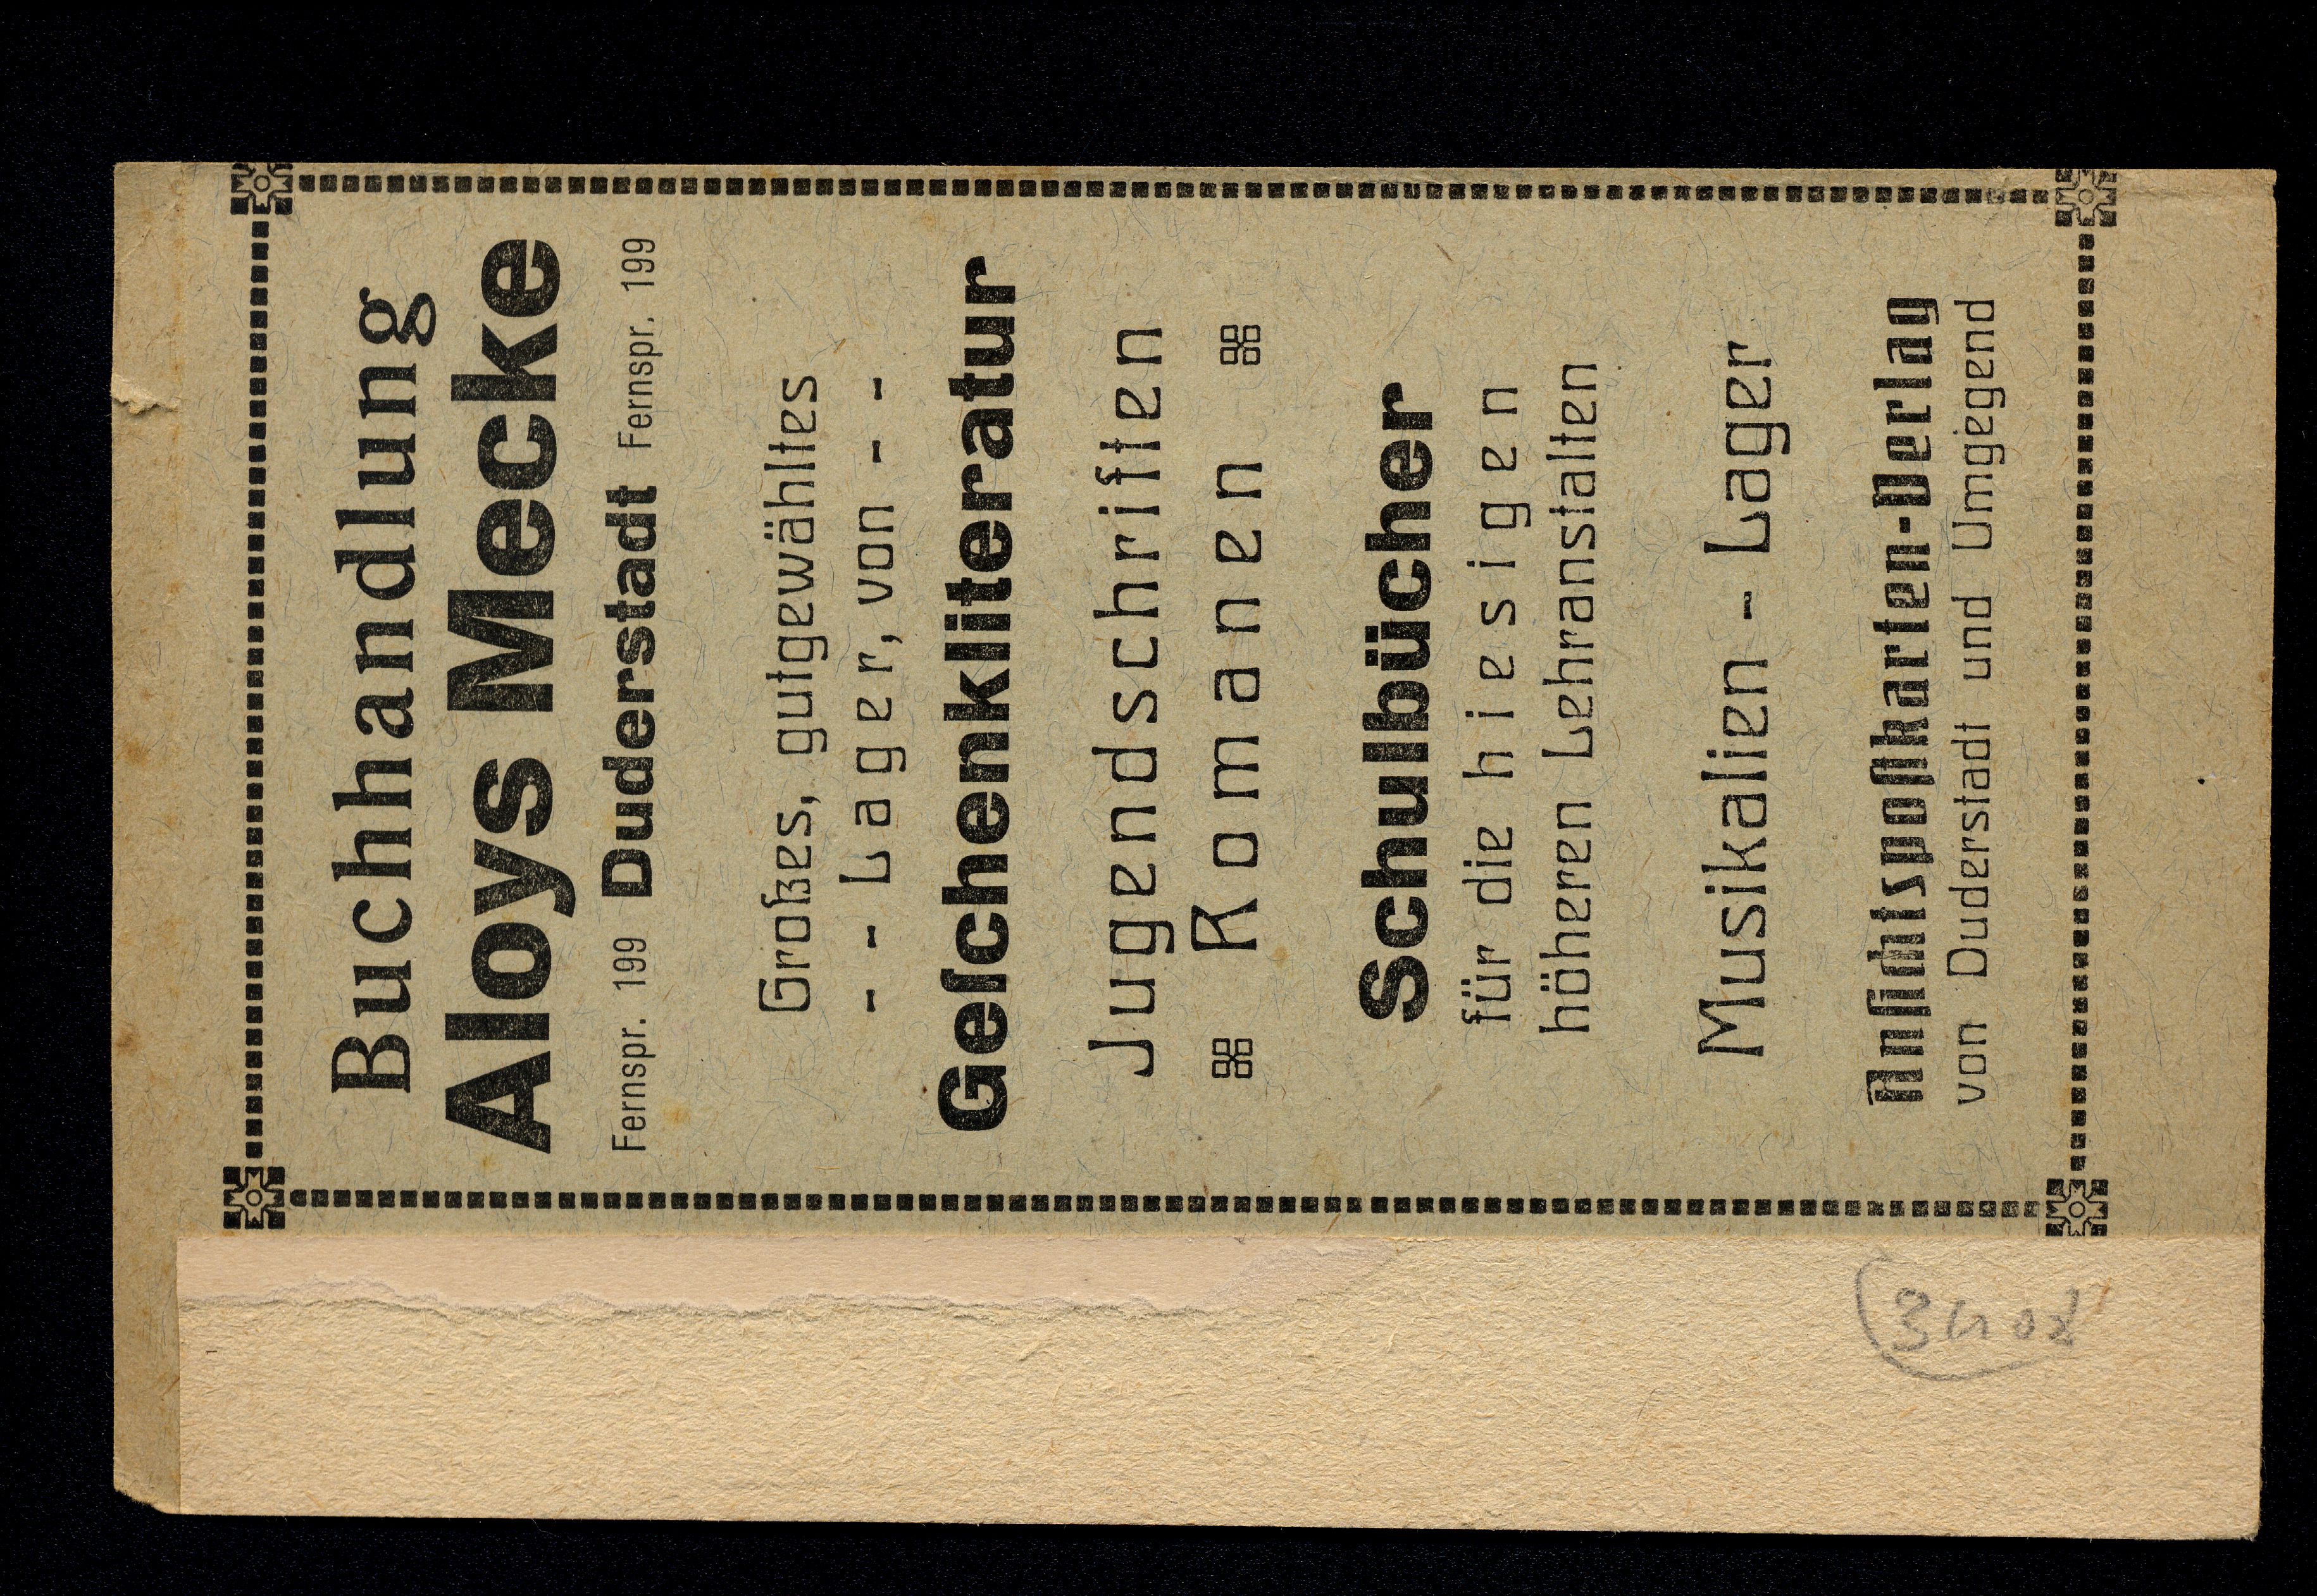 Buchhandlung
Aloys Mecke
Fernspr. 199 Duderstadt Fernspr. 199
Großes, gutgewähltes
- - Lager, von - -
Geſchenkliteratur
Jugendschriften
Romanen
Schulbücher
für die hiesigen
höheren Lehranstalten
Musikalien - Lager
Anſichtspoſtkarten-Verlag
von Duderstadt und Umgegend